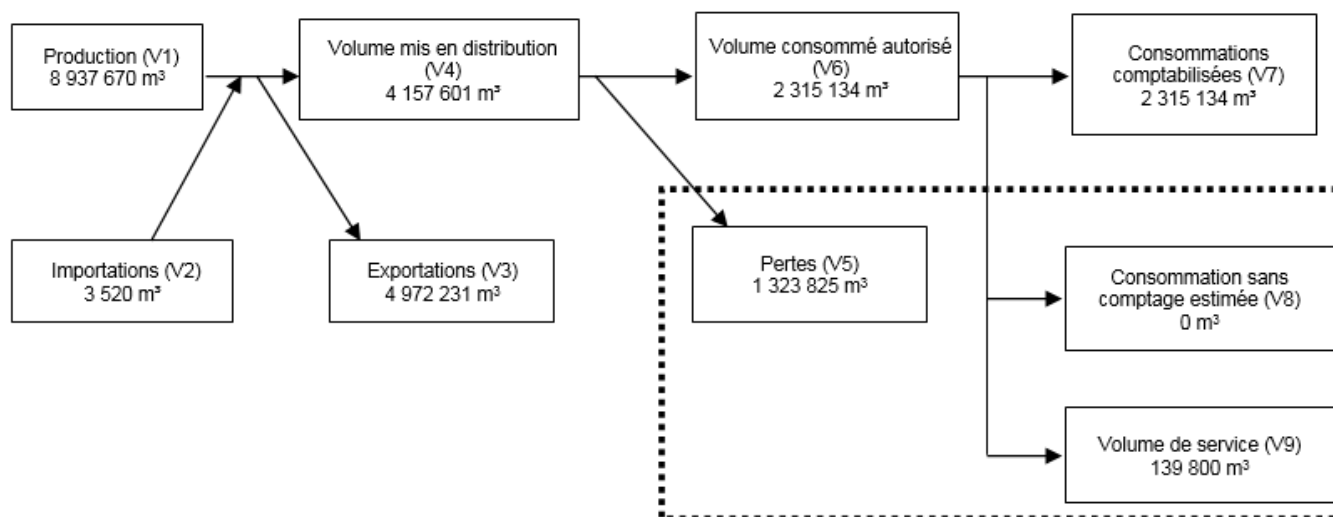 Production (V1)
8 937 670 m³
Volume mis en distribution
(V4)
4 157 601 m³
Volume consommé autorisé
(V6)
2 315 134 m³
Consommations
comptabilisées (V7)
2 315 134 m³
Importations (V2)
3 520 m³
Exportations (V3)
4 972 231 m³
Pertes (V5)
1 323 825 m³
Consommation sans
comptage estimée (V8)
0 m³
Volume de service (V9)
139 800 m³